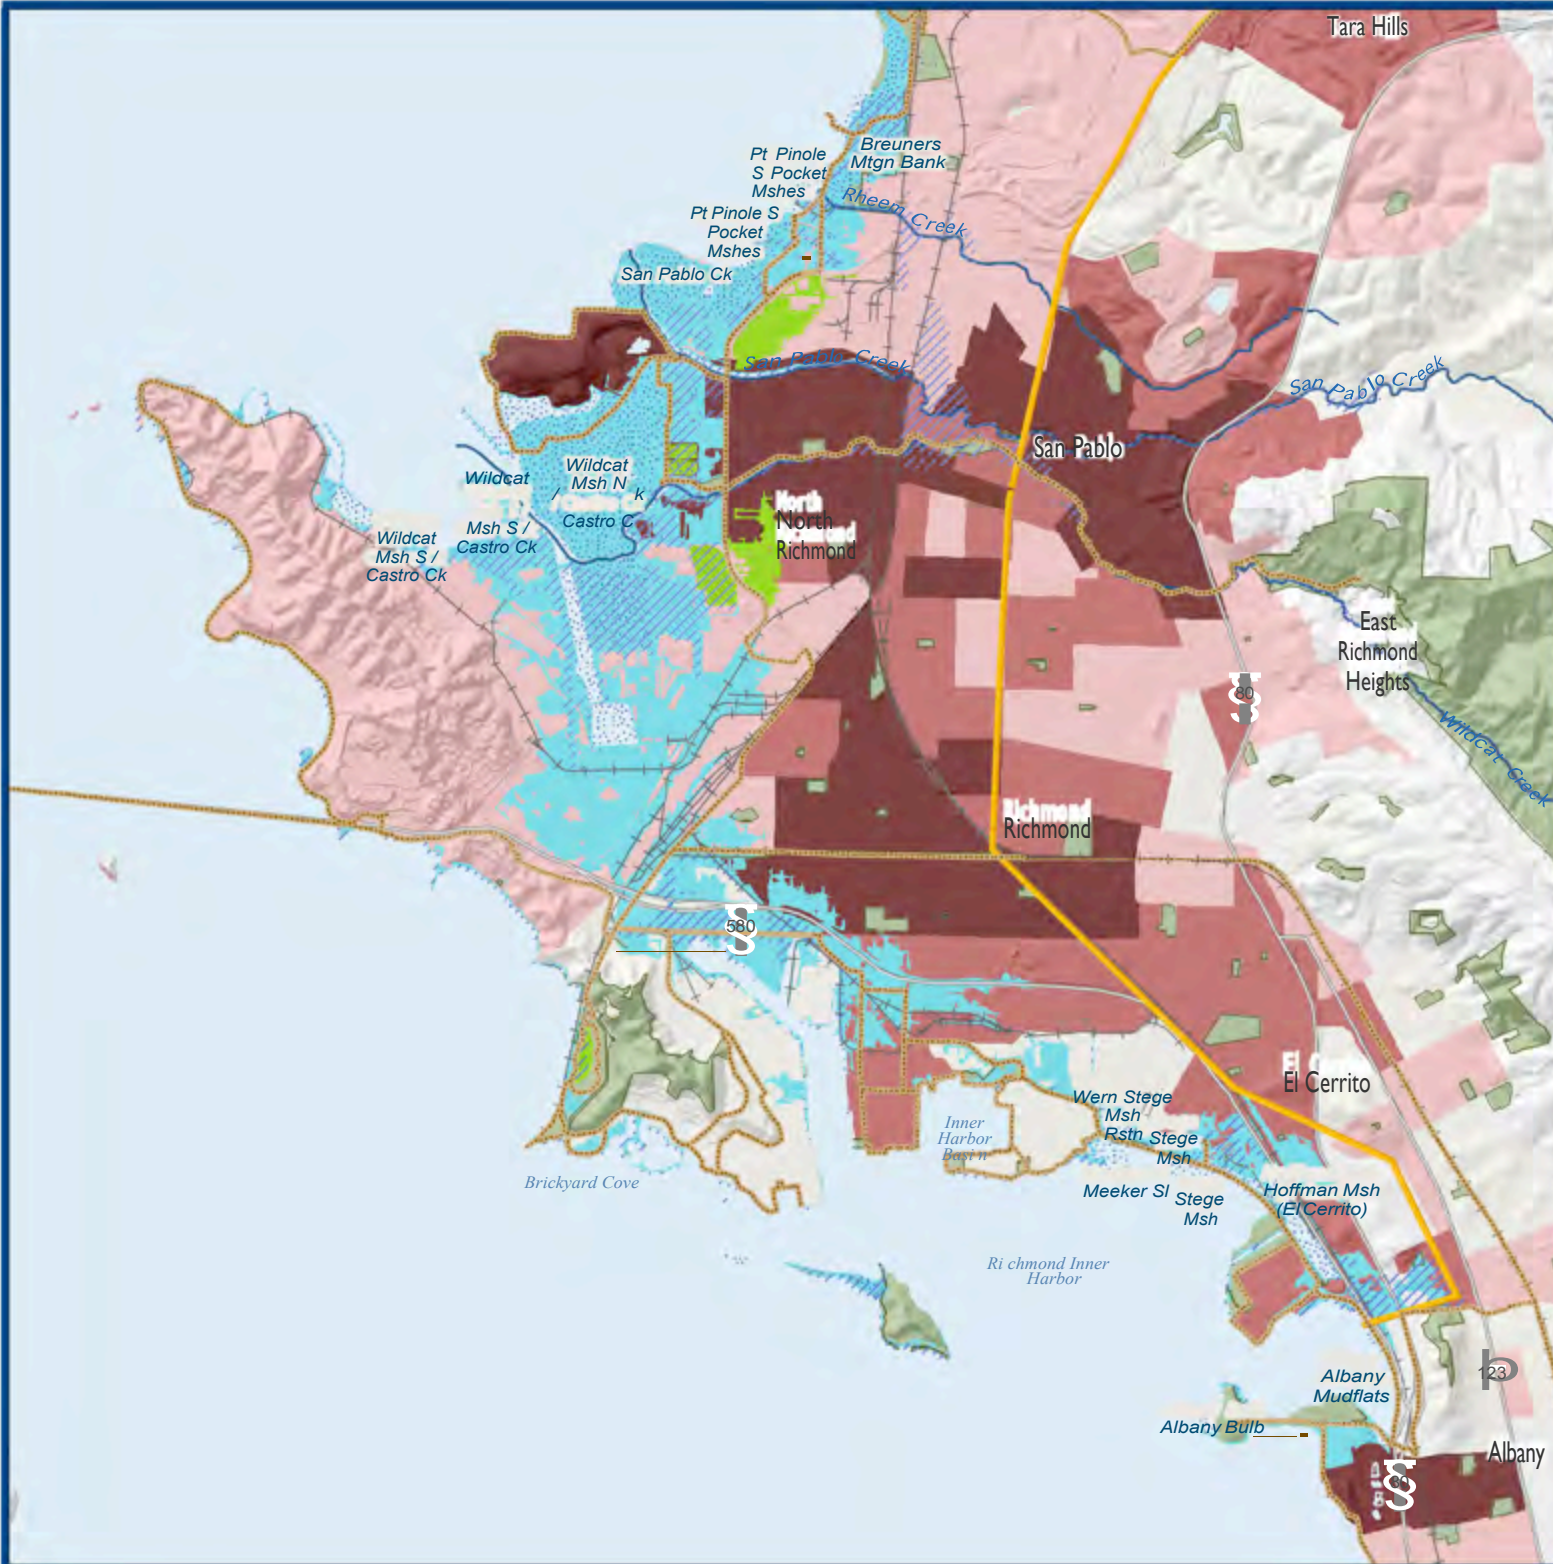 Tara Hills
Breuners
Mtgn Bank
Pt Pinole
S Pocket
Mshes
Rheem Creek
Pt Pinole S
Pocket
Mshes
San Pablo Ck
San Pablo Creek
San Pablo Creek
San Pablo
Wildcat
Wildcat
Msh N
/
k
Castro C
Msh S /
Castro Ck
Wildcat
Msh S /
Castro Ck
North
North
Richmond
East
Richmond
Heights
80
Wildcat Creek
Richmond
Richmond
580
El Cerrito
Wern Stege
Msh
Rstn Stege
Msh
Inner
Harbor
Basin
Brickyard Cove
Meeker Sl
Stege
Msh
Hoffman Msh
(El Cerrito)
Ri chmond Inner
Harbor
Albany
Mudflats
123
Albany Bulb
Albany
80